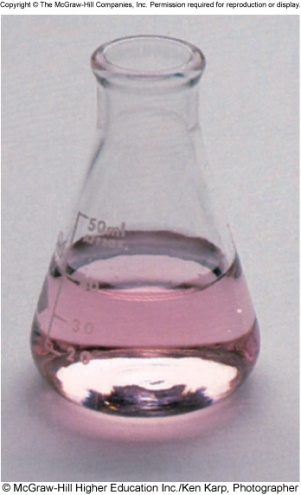 Copyright © The McGraw-Hill Companies, Inc. Permission required for reproduction or display.
50ml
30
20
© McGraw-Hill Higher Education Inc./Ken Karp, Photographer